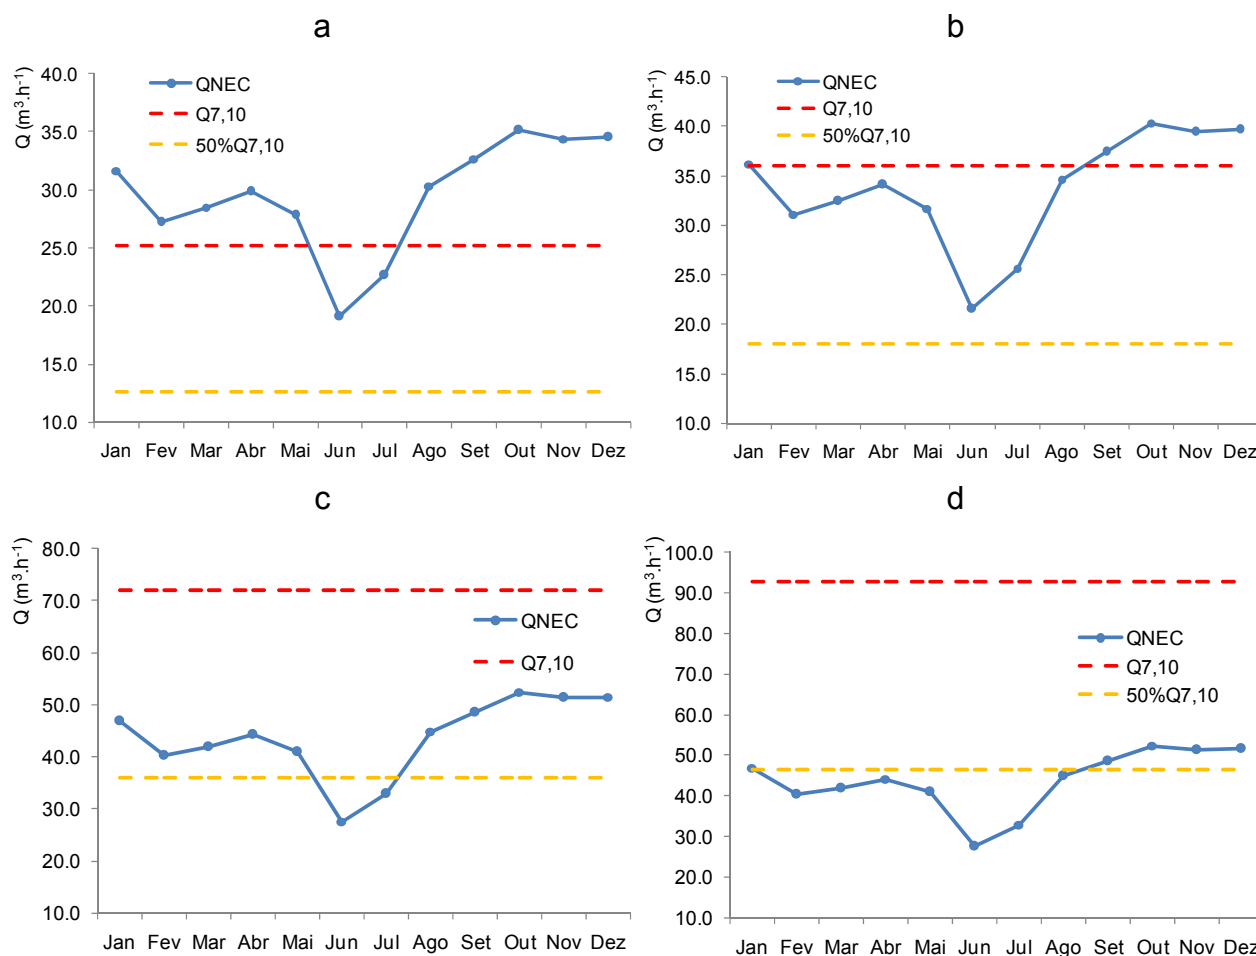 a
Q (m³.h⁻¹)
40.0
35.0
30.0
25.0
20.0
15.0
10.0
QNEC
Q7,10
50%Q7,10
Jan Fev Mar Abr Mai Jun Jul Ago Set Out Nov Dez
b
Q (m³.h⁻¹)
45.0
40.0
35.0
30.0
25.0
20.0
15.0
10.0
QNEC
Q7,10
50%Q7,10
Jan Fev Mar Abr Mai Jun Jul Ago Set Out Nov Dez
c
Q (m³.h⁻¹)
80.0
70.0
60.0
50.0
40.0
30.0
20.0
10.0
QNEC
Q7,10
Jan Fev Mar Abr Mai Jun Jul Ago Set Out Nov Dez
d
Q (m³.h⁻¹)
100.0
90.0
80.0
70.0
60.0
50.0
40.0
30.0
20.0
10.0
QNEC
Q7,10
50%Q7,10
Jan Fev Mar Abr Mai Jun Jul Ago Set Out Nov Dez